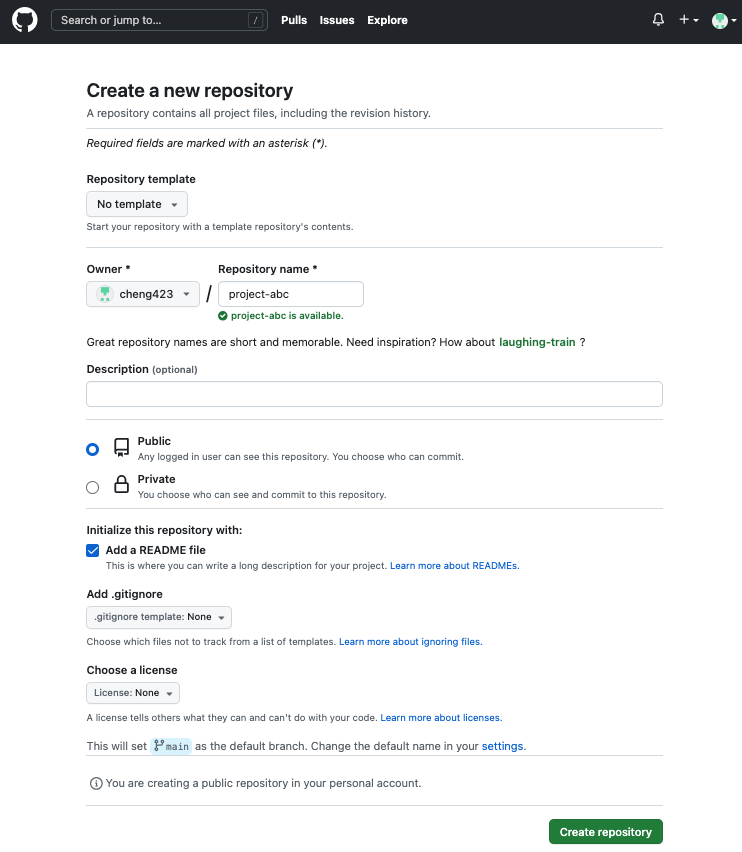 Search or jump to... / Pulls Issues Explore
Create a new repository
A repository contains all project files, including the revision history.
Required fields are marked with an asterisk (*).
Repository template
No template
Start your repository with a template repository's contents.
Owner * Repository name *
cheng423 / project-abc
project-abc is available.
Great repository names are short and memorable. Need inspiration? How about laughing-train ?
Description (optional)
Public
Any logged in user can see this repository. You choose who can commit.
Private
You choose who can see and commit to this repository.
Initialize this repository with:
Add a README file
This is where you can write a long description for your project. Learn more about READMEs.
Add .gitignore
.gitignore template: None
Choose which files not to track from a list of templates. Learn more about ignoring files.
Choose a license
License: None
A license tells others what they can and can't do with your code. Learn more about licenses.
This will set main as the default branch. Change the default name in your settings.
You are creating a public repository in your personal account.
Create repository